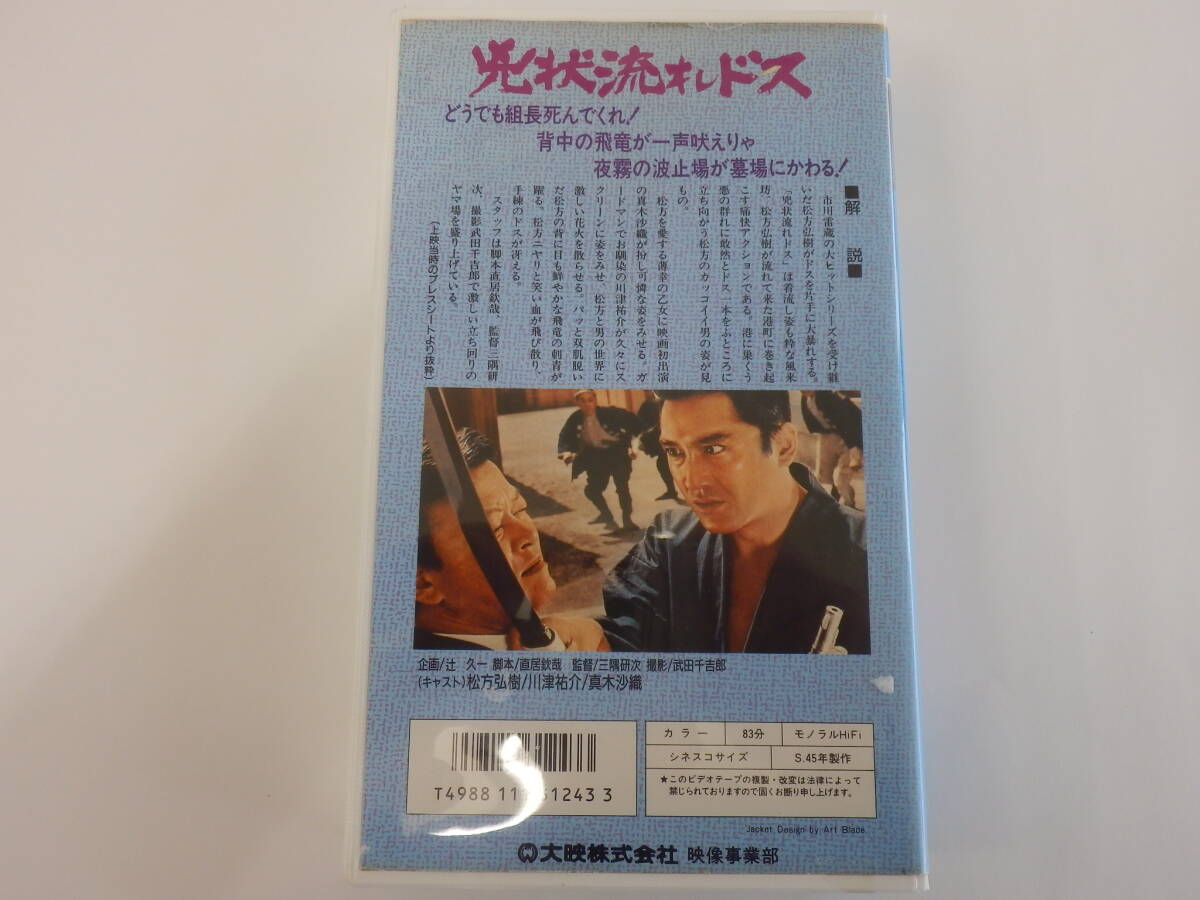 兇状流れドス
どうでも組長死んでくれ!
背中の飛竜が一声吠えりゃ
夜霧の波止場が墓場にかわる!
■解説■
市川雷蔵の大ヒットシリーズを受け継
いだ松方弘樹がドスを片手に大暴れする。
「兇状流れドス」は着流し姿も粋な風来
坊、松方弘樹が流れて来た港町に巻き起
こす痛快アクションである。港に巣くう
悪の群れに敢然とドス一本をふところに
立ち向かう松方のカッコイイ男の姿が見
もの。
松方を愛する薄幸の乙女に映画初出演
の真木沙織が扮し可憐な姿をみせる。ガ
ードマンでお馴染の川津祐介が久々にス
クリーンに姿をみせ、松方と男の世界に
激しい花火を散らせる。パッと双肌脱い
だ松方の背に目も鮮やかな飛竜の刺青が
躍る。松方ニヤリと笑い血が飛び散り、
手練のドスが冴える。
スタッフは脚本直居欽哉、監督三隅研
次、撮影武田千吉郎で激しい立ち回りの
ヤマ場を盛り上げている。
(上映当時のプレスシートより抜粋)
企画/辻 久一 脚本/直居欽哉 監督/三隅研次 撮影/武田千吉郎
(キャスト)松方弘樹/川津祐介/真木沙織
カラー 83分 モノラルHiFi
シネスコサイズ S.45年製作
★このビデオテープの複製・改変は法律によって
禁じられておりますので固くお断り申し上げます。
T4988 11 51243 3
Jacket Design by Art Blade.
大映株式会社 映像事業部